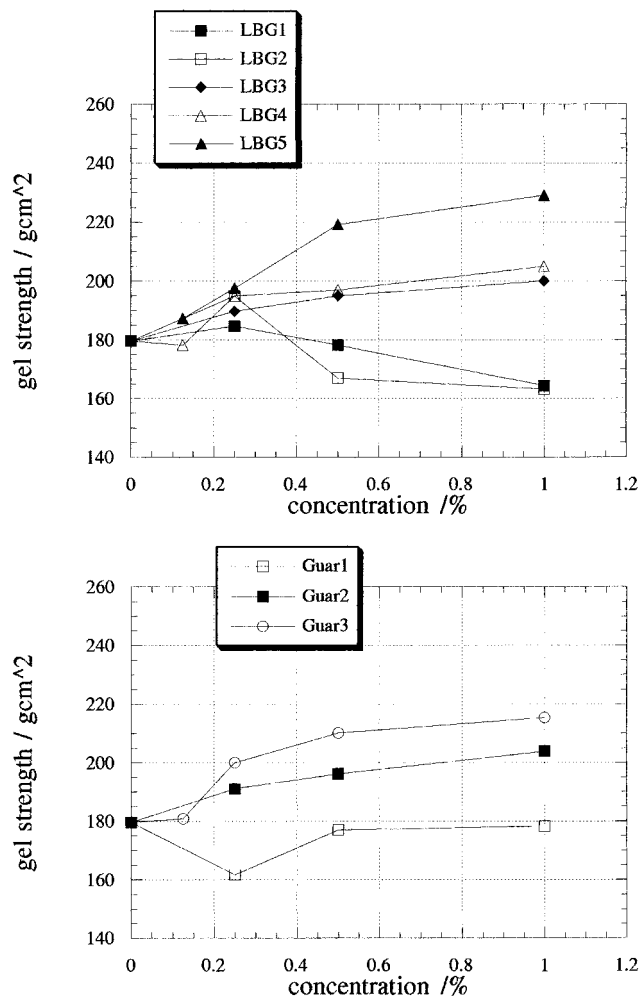 LBG1
LBG2
LBG3
LBG4
LBG5
260
240
220
200
180
160
140
gel strength / gcm^2
0 0.2 0.4 0.6 0.8 1 1.2
concentration /%
Guar1
Guar2
Guar3
260
240
220
200
180
160
140
gel strength / gcm^2
0 0.2 0.4 0.6 0.8 1 1.2
concentration /%